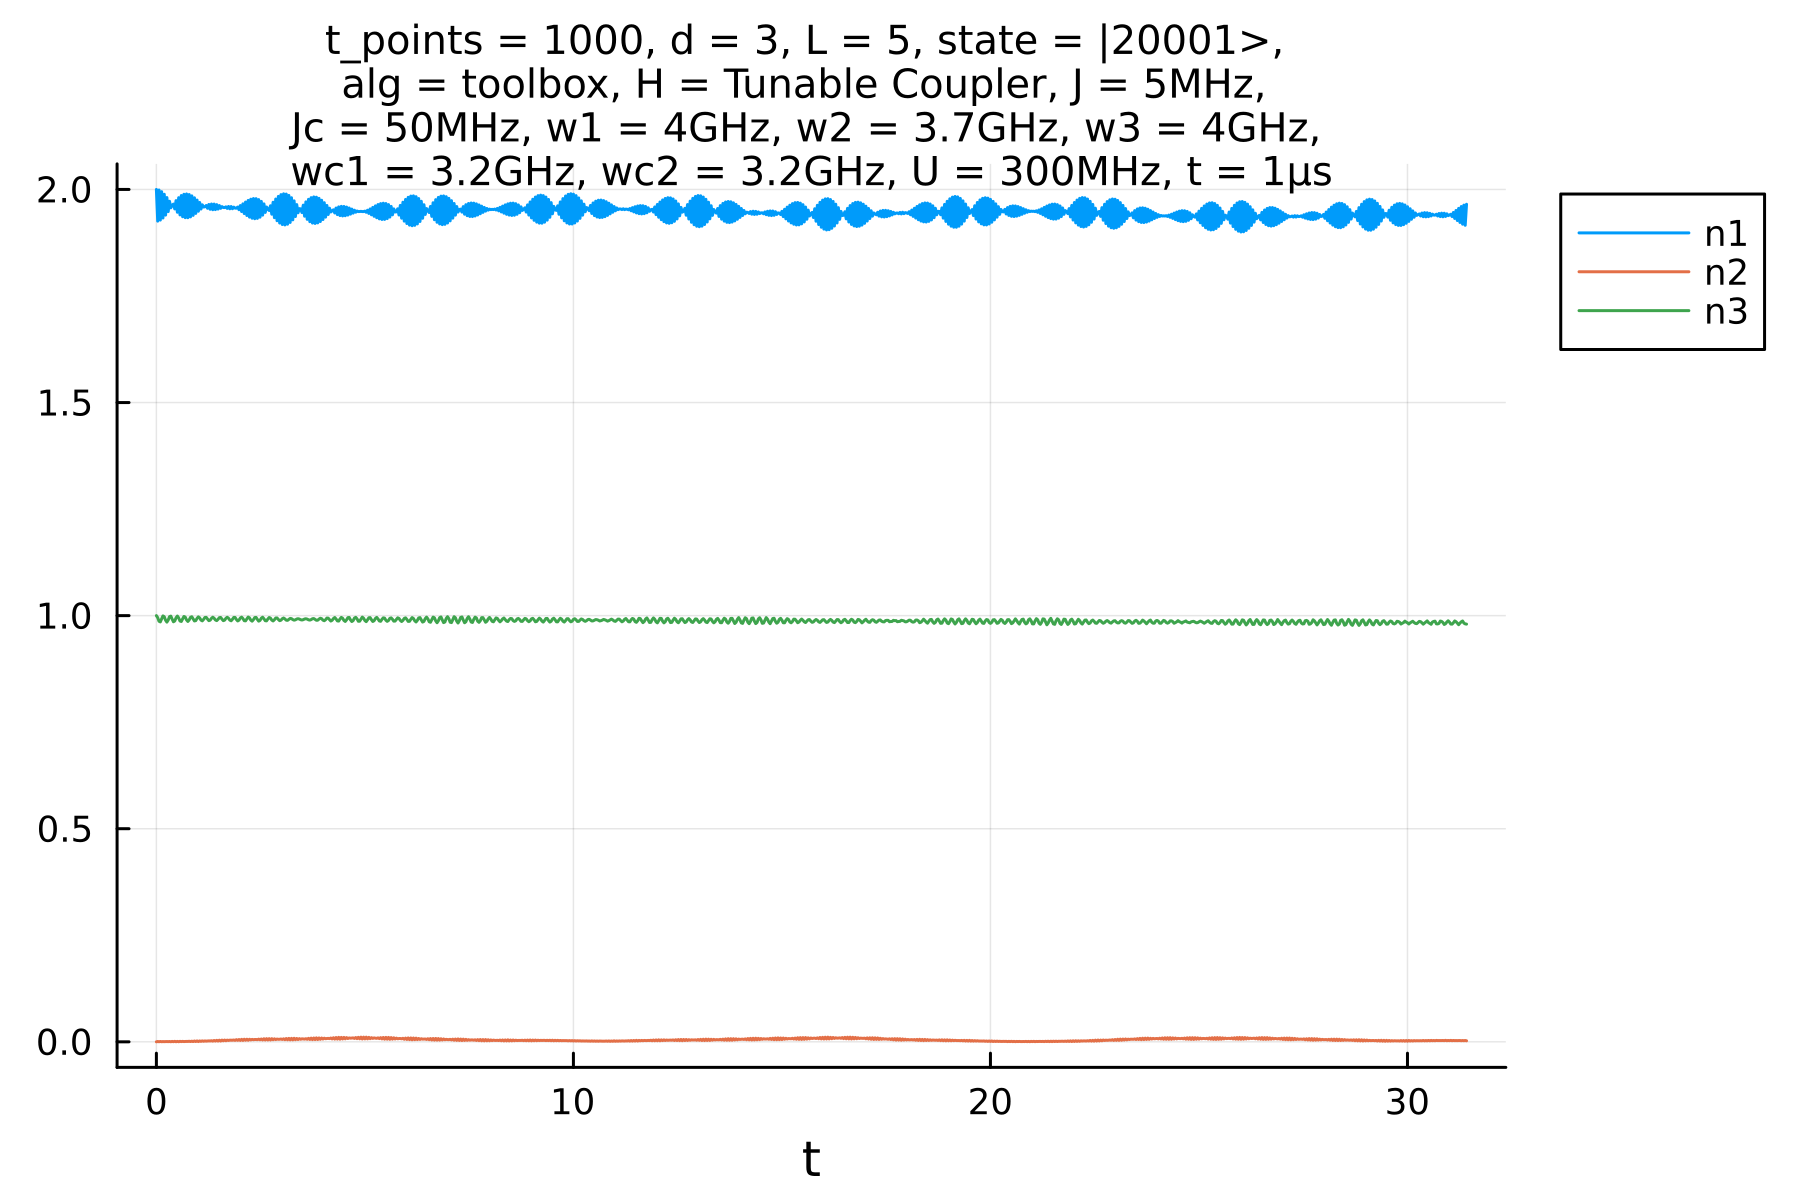 t_points = 1000, d = 3, L = 5, state = |20001>,
alg = toolbox, H = Tunable Coupler, J = 5MHz,
Jc = 50MHz, w1 = 4GHz, w2 = 3.7GHz, w3 = 4GHz,
wc1 = 3.2GHz, wc2 = 3.2GHz, U = 300MHz, t = 1μs
2.0
1.5
1.0
0.5
0.0
0 10 20 30
t
n1
n2
n3